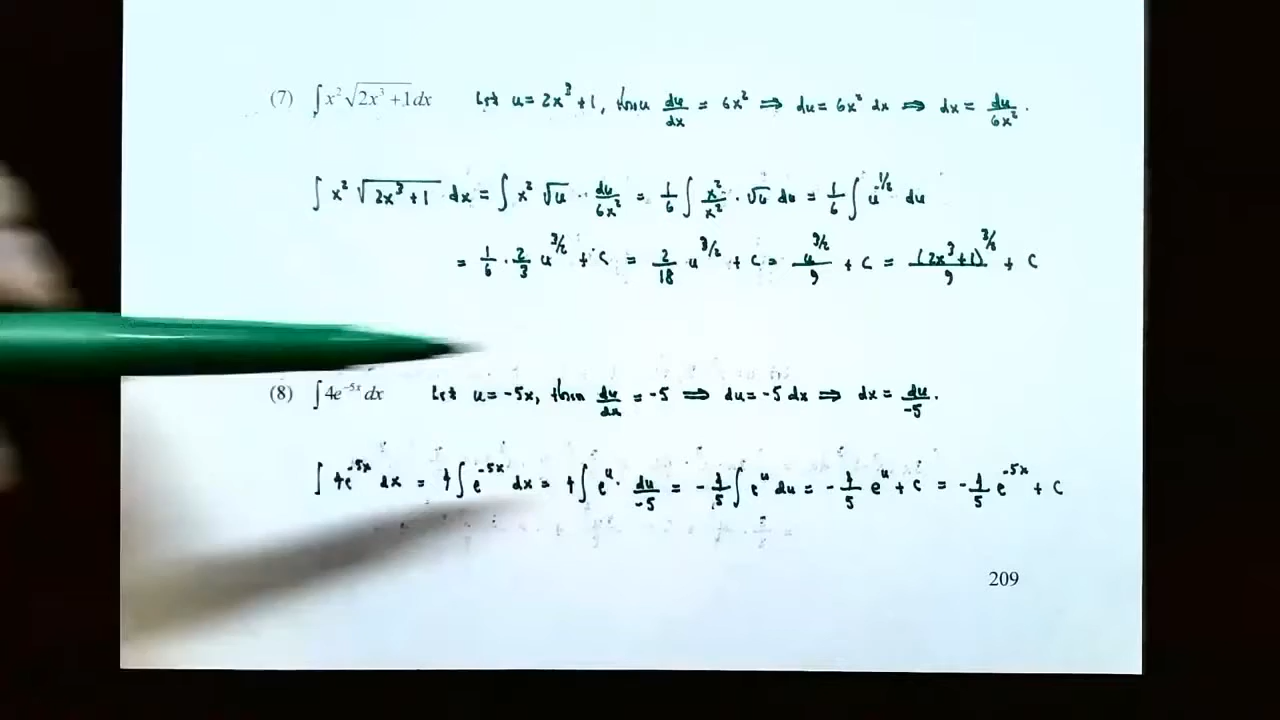 (7) ∫x²√(2x³+1)dx Let u = 2x³+1, then du/dx = 6x² ⇒ du = 6x² dx ⇒ dx = du/6x².
∫ x² √(2x³+1) dx = ∫ x² √u · du/6x² = 1/6 ∫ x²/x² · √u du = 1/6 ∫ u^(1/2) du
= 1/6 · 2/3 u^(3/2) + C = 2/18 u^(3/2) + C = u^(3/2)/9 + C = (2x³+1)^(3/2)/9 + C
(8) ∫4e^(-5x) dx Let u = -5x, then du/dx = -5 ⇒ du = -5 dx ⇒ dx = du/-5.
∫ 4e^(-5x) dx = 4∫ e^(-5x) dx = 4∫ e^u · du/-5 = -4/5 ∫ e^u du = -4/5 e^u + C = -4/5 e^(-5x) + C
209